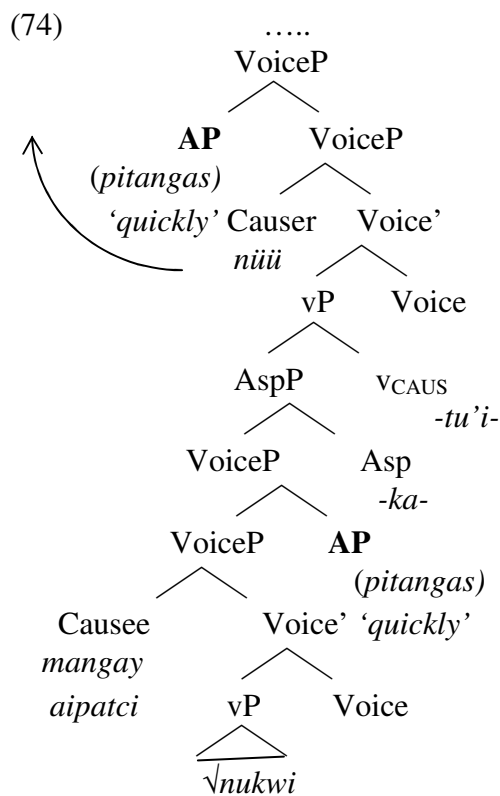 (74)
…..
VoiceP
AP VoiceP
(pitangas)
‘quickly’ Causer Voice’
nüü
vP Voice
AspP vCAUS
-tu’i-
VoiceP Asp
-ka-
VoiceP AP
(pitangas)
Causee Voice’ ‘quickly’
mangay
aipatci vP Voice
√nukwi